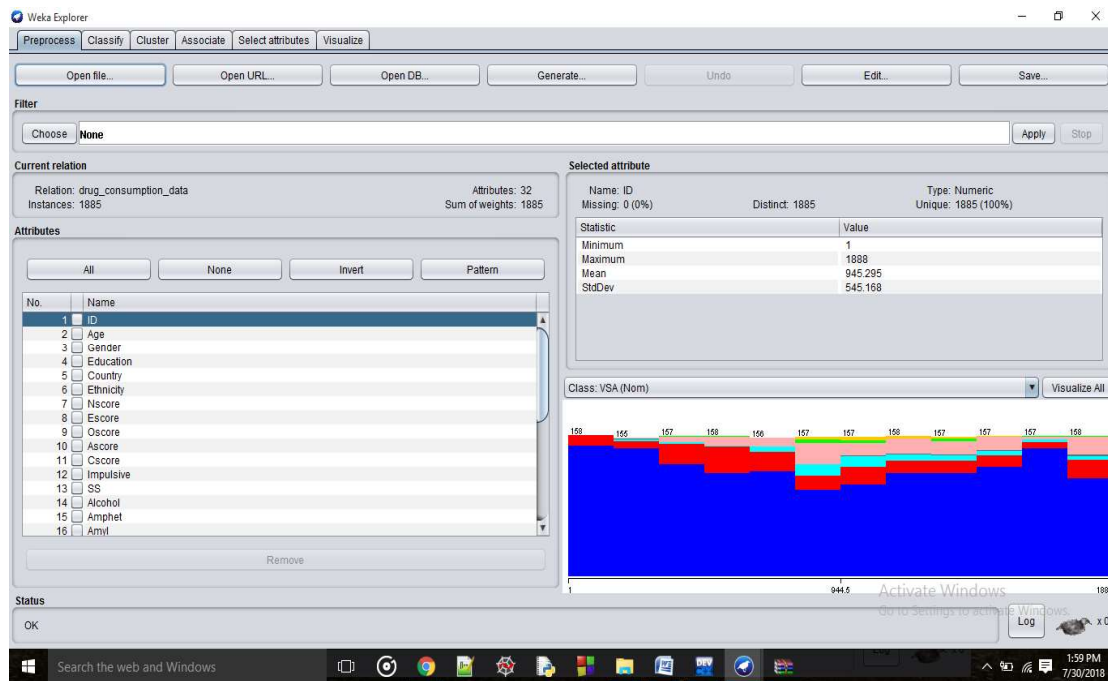 Weka Explorer
Preprocess Classify Cluster Associate Select attributes Visualize
Open file... Open URL... Open DB... Generate... Undo Edit... Save...
Filter
Choose None Apply Stop
Current relation
Relation: drug_consumption_data Attributes: 32
Instances: 1885 Sum of weights: 1885
Attributes
All None Invert Pattern
No. Name
1 ID
2 Age
3 Gender
4 Education
5 Country
6 Ethnicity
7 Nscore
8 Escore
9 Oscore
10 Ascore
11 Cscore
12 Impulsive
13 SS
14 Alcohol
15 Amphet
16 Amyl
Remove
Selected attribute
Name: ID Type: Numeric
Missing: 0 (0%) Distinct: 1885 Unique: 1885 (100%)
Statistic Value
Minimum 1
Maximum 1888
Mean 945.295
StdDev 545.168
Class: VSA (Nom) Visualize All
158 155 157 158 156 157 157 158 157 157 157 158
1 944.5 188
Activate Windows
Go to Settings to activate Windows.
Status
OK Log x 0
Search the web and Windows
1:59 PM
7/30/2018